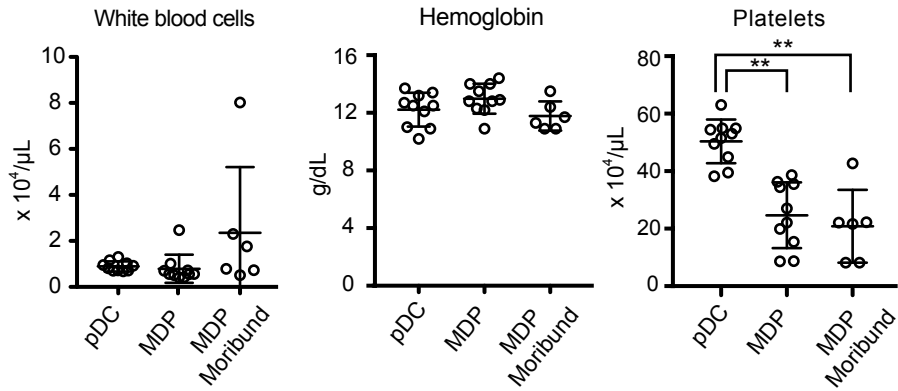 White blood cells
10
8
6
4
2
0
x 10⁴/µL
pDC
MDP
MDP
Moribund
Hemoglobin
16
12
8
4
0
g/dL
pDC
MDP
MDP
Moribund
Platelets
80
60
40
20
0
x 10⁴/µL
**
**
pDC
MDP
MDP
Moribund